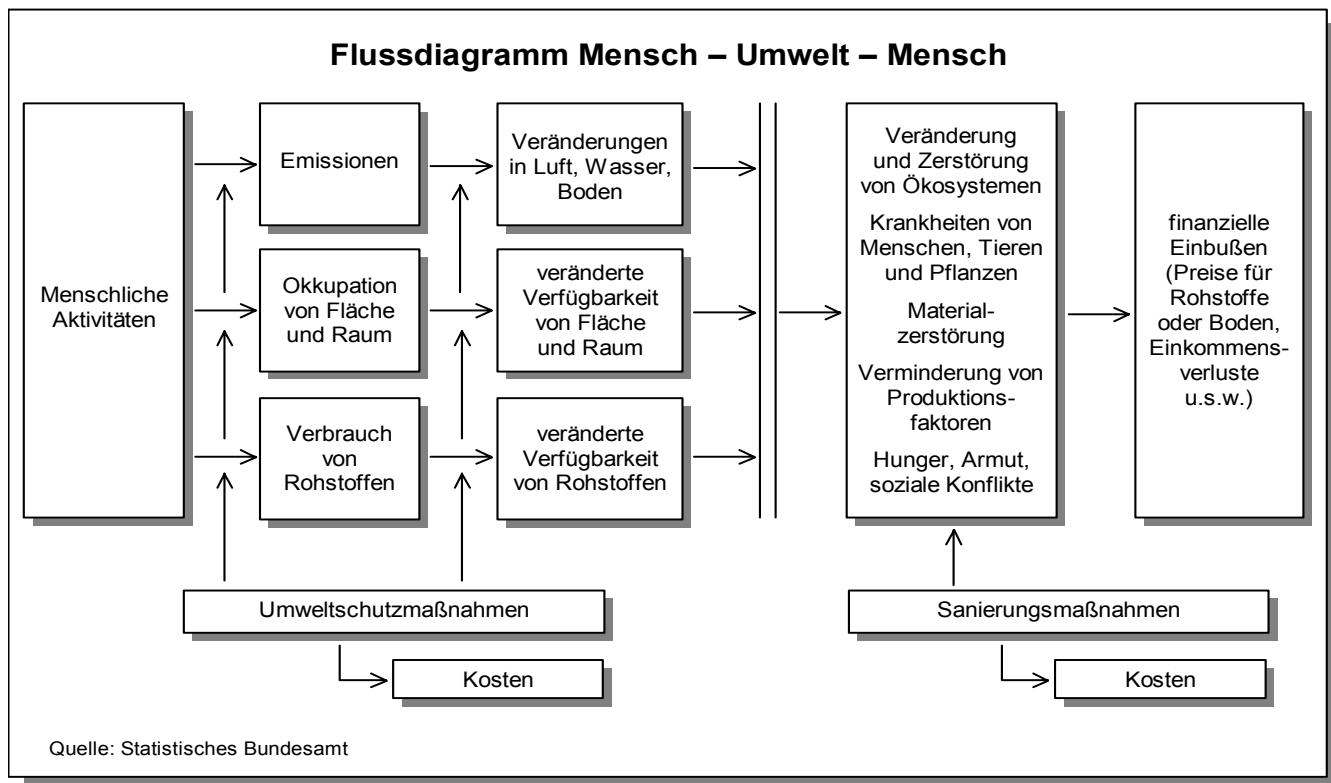 Flussdiagramm Mensch – Umwelt – Mensch
Menschliche
Aktivitäten
Emissionen
Okkupation
von Fläche
und Raum
Verbrauch
von
Rohstoffen
Veränderungen
in Luft, Wasser,
Boden
veränderte
Verfügbarkeit
von Fläche
und Raum
veränderte
Verfügbarkeit
von Rohstoffen
Veränderung
und Zerstörung
von Ökosystemen
Krankheiten von
Menschen, Tieren
und Pflanzen
Material-
zerstörung
Verminderung von
Produktions-
faktoren
Hunger, Armut,
soziale Konflikte
finanzielle
Einbußen
(Preise für
Rohstoffe
oder Boden,
Einkommens-
verluste
u.s.w.)
Umweltschutzmaßnahmen
Kosten
Sanierungsmaßnahmen
Kosten
Quelle: Statistisches Bundesamt